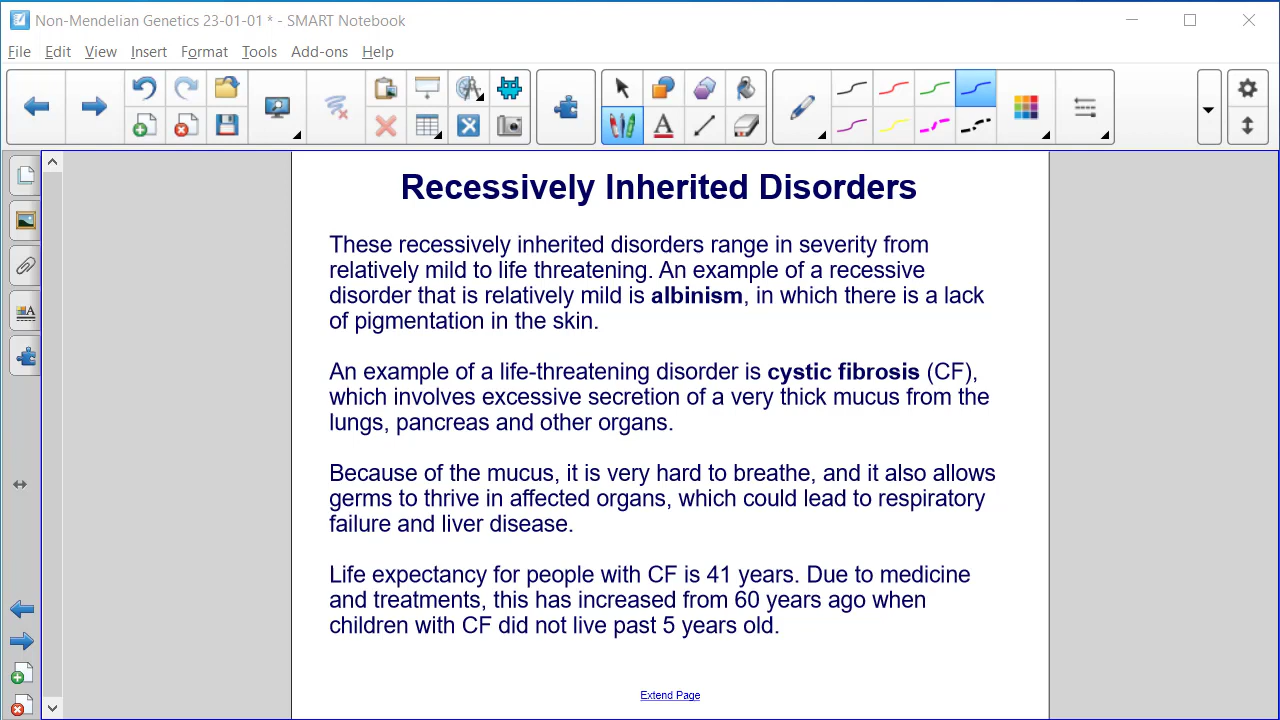 Non-Mendelian Genetics 23-01-01 * - SMART Notebook
File Edit View Insert Format Tools Add-ons Help
Recessively Inherited Disorders
These recessively inherited disorders range in severity from
relatively mild to life threatening. An example of a recessive
disorder that is relatively mild is albinism, in which there is a lack
of pigmentation in the skin.
An example of a life-threatening disorder is cystic fibrosis (CF),
which involves excessive secretion of a very thick mucus from the
lungs, pancreas and other organs.
Because of the mucus, it is very hard to breathe, and it also allows
germs to thrive in affected organs, which could lead to respiratory
failure and liver disease.
Life expectancy for people with CF is 41 years. Due to medicine
and treatments, this has increased from 60 years ago when
children with CF did not live past 5 years old.
Extend Page